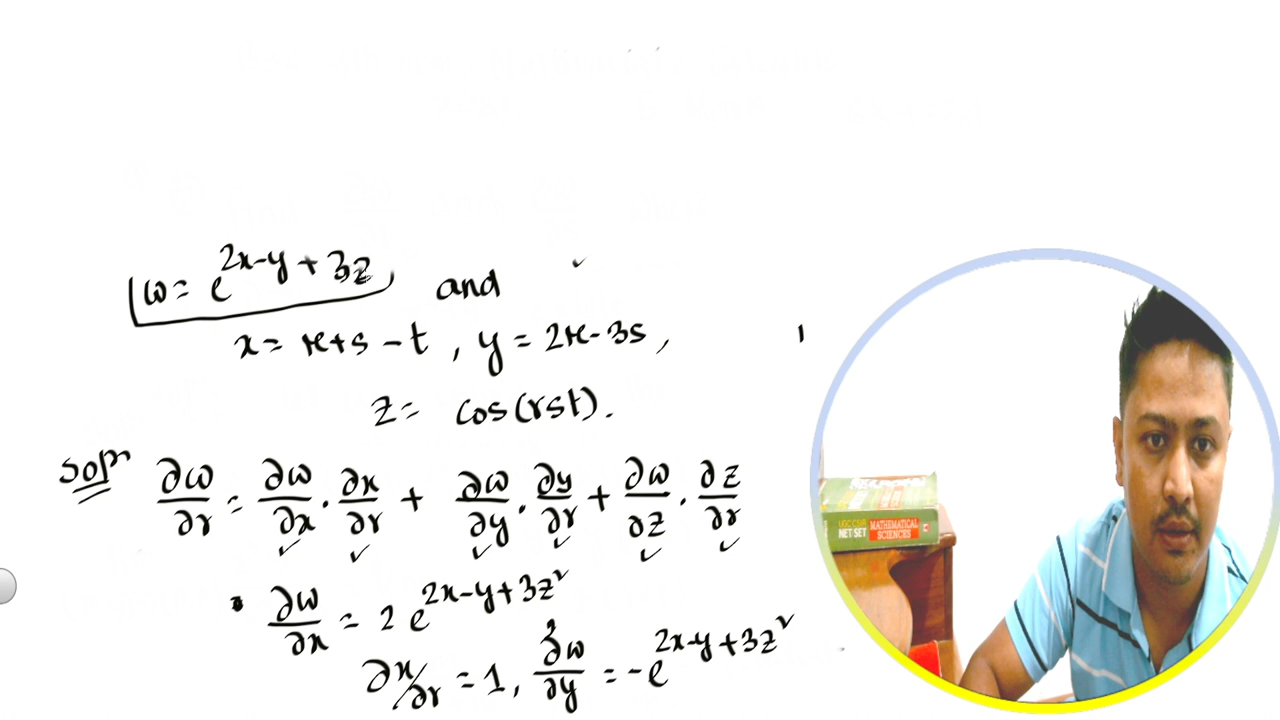 ω = e^{2x-y+3z} and
x = r+s-t, y = 2r-3s,
z = cos(rst).
Solⁿ ∂ω/∂r = ∂ω/∂x · ∂x/∂r + ∂ω/∂y · ∂y/∂r + ∂ω/∂z · ∂z/∂r
∂ω/∂x = 2 e^{2x-y+3z²}
∂x/∂r = 1, ∂ω/∂y = -e^{2x-y+3z²}
UGC CSIR
NET SET
MATHEMATICAL
SCIENCES